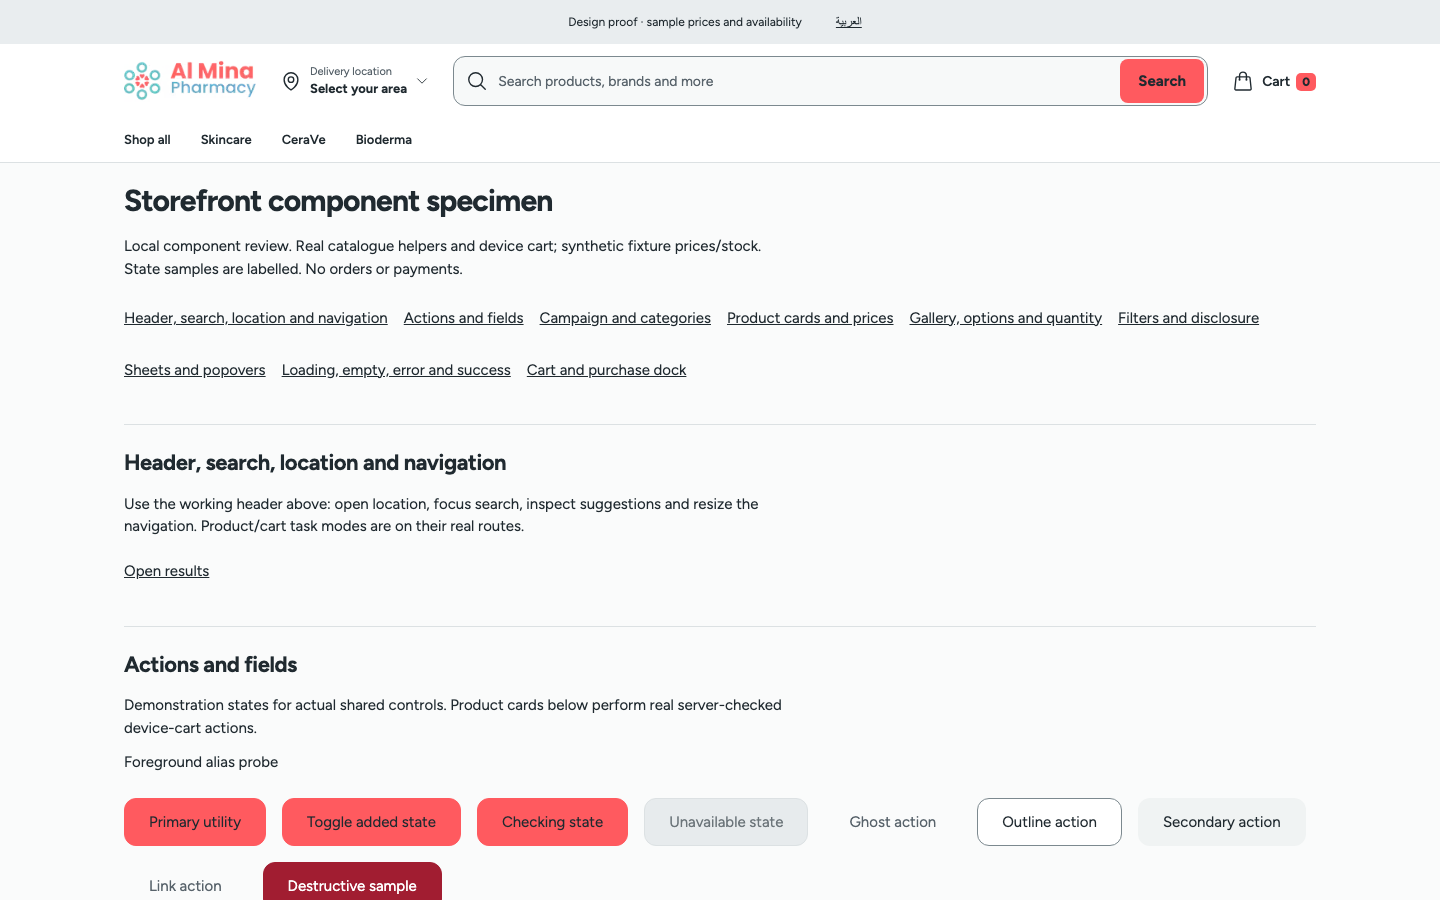 Design proof · sample prices and availability العربية
Al Mina
Pharmacy
Delivery location
Select your area
Search products, brands and more
Search
Cart 0
Shop all Skincare CeraVe Bioderma
Storefront component specimen
Local component review. Real catalogue helpers and device cart; synthetic fixture prices/stock.
State samples are labelled. No orders or payments.
Header, search, location and navigation Actions and fields Campaign and categories Product cards and prices Gallery, options and quantity Filters and disclosure
Sheets and popovers Loading, empty, error and success Cart and purchase dock
Header, search, location and navigation
Use the working header above: open location, focus search, inspect suggestions and resize the
navigation. Product/cart task modes are on their real routes.
Open results
Actions and fields
Demonstration states for actual shared controls. Product cards below perform real server-checked
device-cart actions.
Foreground alias probe
Primary utility Toggle added state Checking state Unavailable state Ghost action Outline action Secondary action
Link action Destructive sample